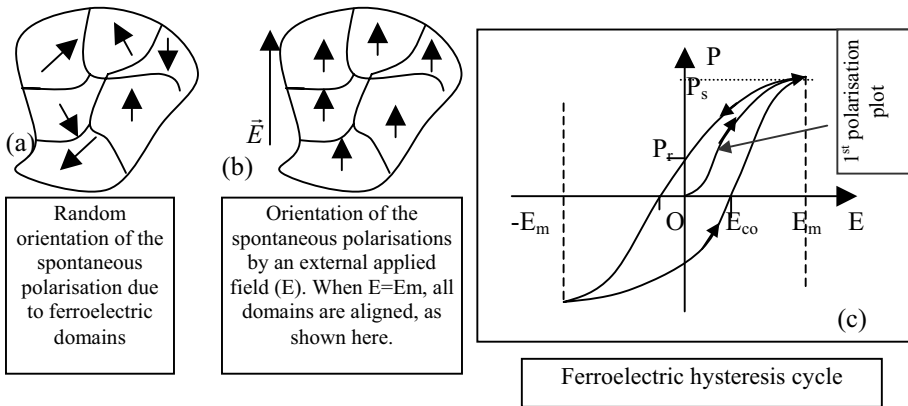 (a)
Random
orientation of the
spontaneous
polarisation due
to ferroelectric
domains
E⃗
(b)
Orientation of the
spontaneous polarisations
by an external applied
field (E). When E=Em, all
domains are aligned, as
shown here.
P
Ps
Pr
-Em
O
Eco
Em
E
1st polarisation
plot
(c)
Ferroelectric hysteresis cycle